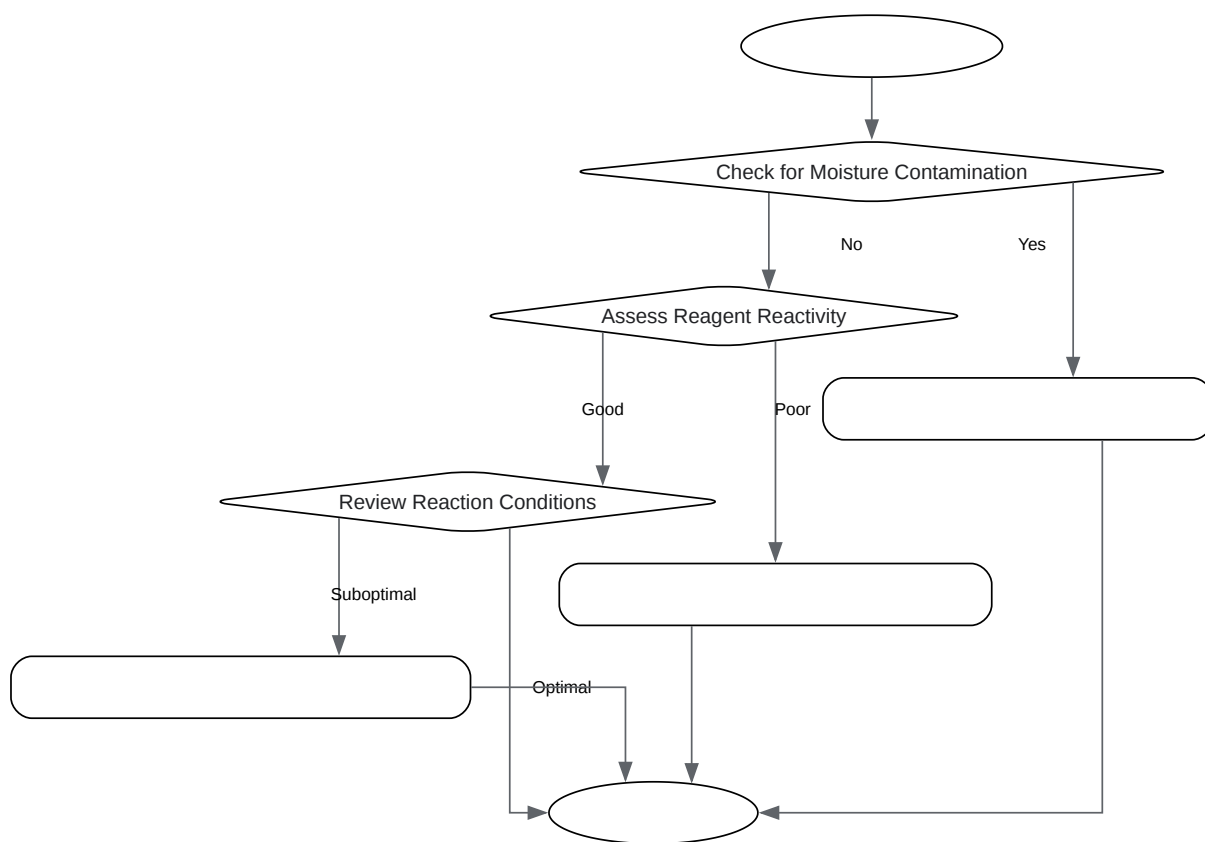 Check for Moisture Contamination
No
Yes
Assess Reagent Reactivity
Good
Poor
Review Reaction Conditions
Suboptimal
Optimal